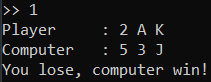 >> 1
Player    : 2 A K
Computer  : 5 3 J
You lose, computer win!